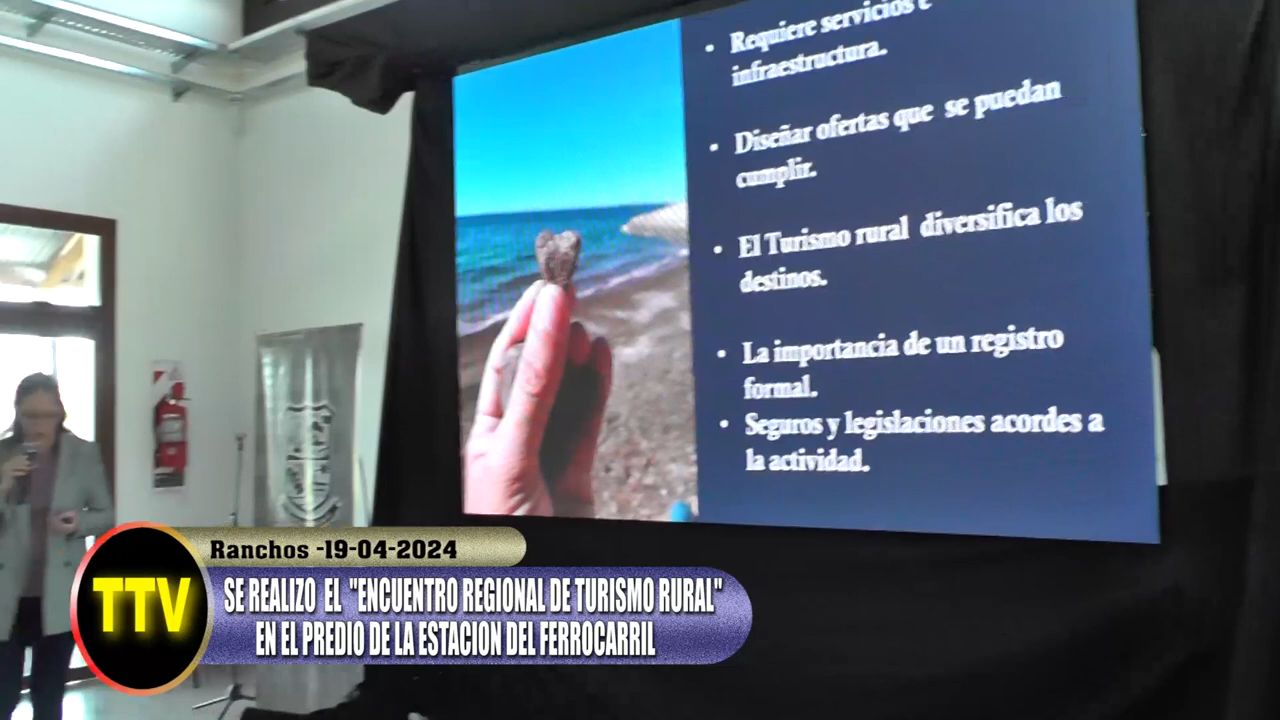 • Requiere servicios e
infraestructura.
• Diseñar ofertas que se puedan
cumplir.
• El Turismo rural diversifica los
destinos.
• La importancia de un registro
formal.
• Seguros y legislaciones acordes a
la actividad.
Ranchos -19-04-2024
TTV
SE REALIZO EL "ENCUENTRO REGIONAL DE TURISMO RURAL"
EN EL PREDIO DE LA ESTACION DEL FERROCARRIL